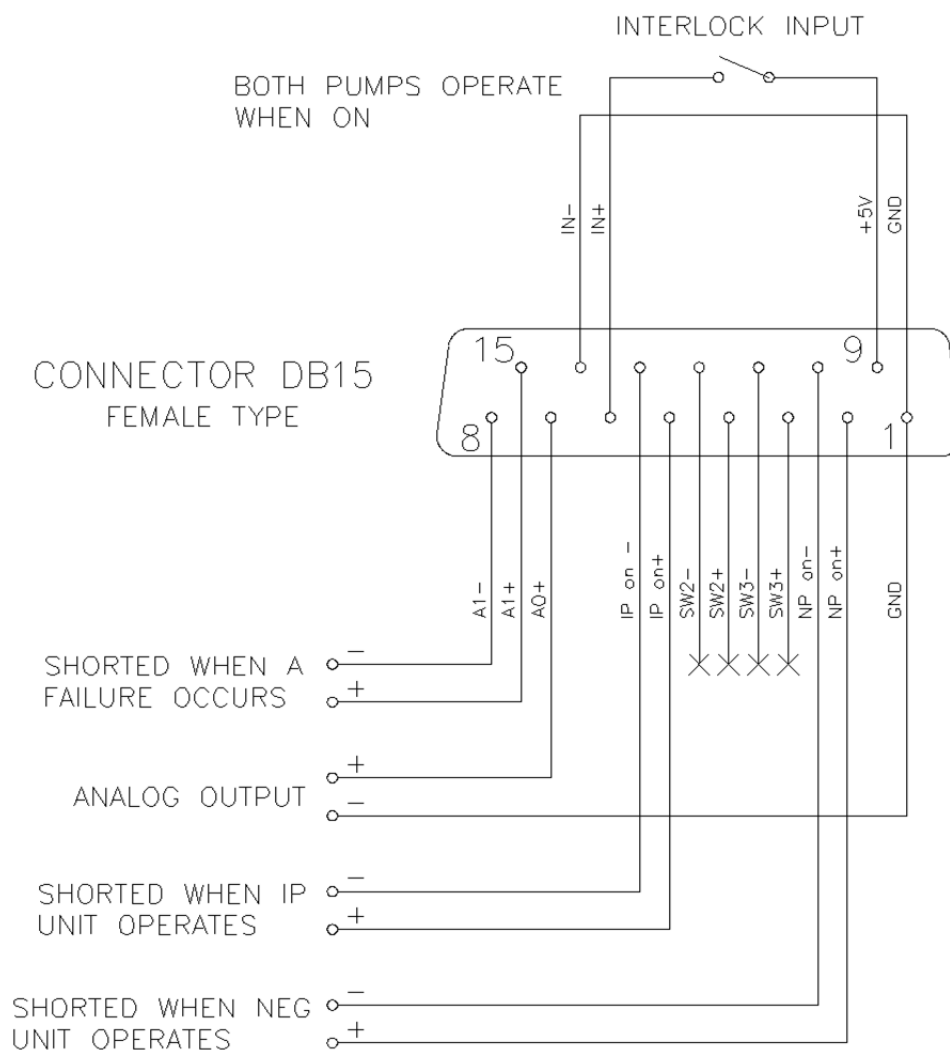 INTERLOCK INPUT
BOTH PUMPS OPERATE
WHEN ON
IN-
IN+
+5V
GND
15
9
CONNECTOR DB15
FEMALE TYPE
8
1
A1-
A1+
AO+
IP on -
IP on+
SW2-
SW2+
SW3-
SW3+
NP on-
NP on+
GND
SHORTED WHEN A
FAILURE OCCURS
-
+
ANALOG OUTPUT
+
-
SHORTED WHEN IP
UNIT OPERATES
-
+
SHORTED WHEN NEG
UNIT OPERATES
-
+